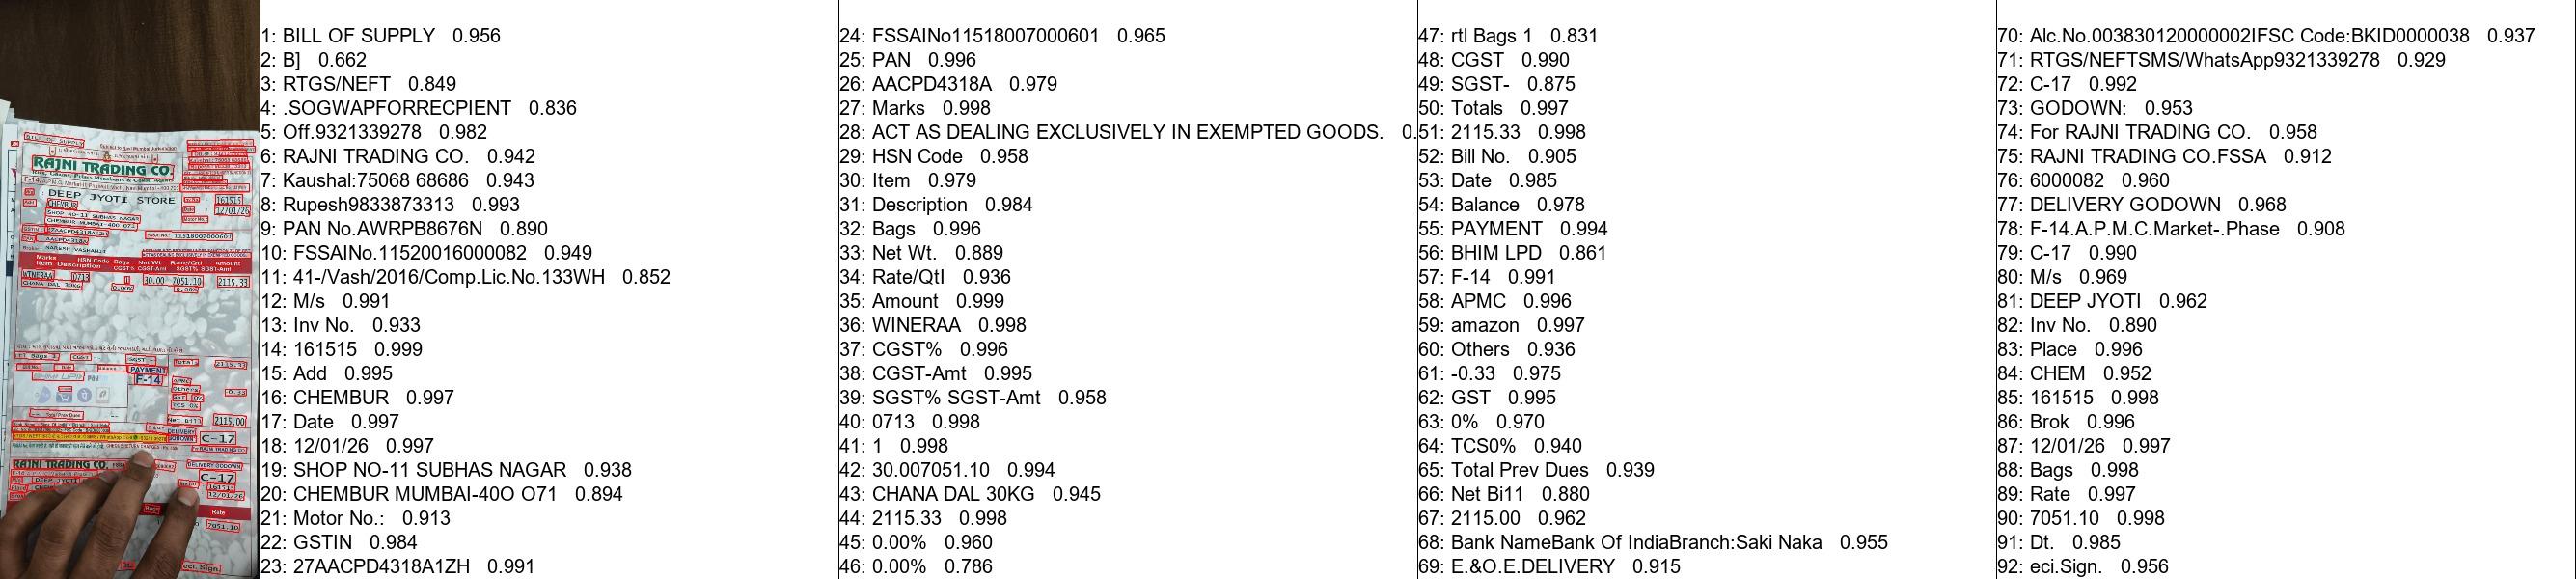 1: BILL OF SUPPLY 0.956
2: B] 0.662
3: RTGS/NEFT 0.849
4: .SOGWAPFORRECPIENT 0.836
5: Off.9321339278 0.982
6: RAJNI TRADING CO. 0.942
7: Kaushal:75068 68686 0.943
8: Rupesh9833873313 0.993
9: PAN No.AWRPB8676N 0.890
10: FSSAINo.11520016000082 0.949
11: 41-/Vash/2016/Comp.Lic.No.133WH 0.852
12: M/s 0.991
13: Inv No. 0.933
14: 161515 0.999
15: Add 0.995
16: CHEMBUR 0.997
17: Date 0.997
18: 12/01/26 0.997
19: SHOP NO-11 SUBHAS NAGAR 0.938
20: CHEMBUR MUMBAI-40O O71 0.894
21: Motor No.: 0.913
22: GSTIN 0.984
23: 27AACPD4318A1ZH 0.991
24: FSSAINo11518007000601 0.965
25: PAN 0.996
26: AACPD4318A 0.979
27: Marks 0.998
28: ACT AS DEALING EXCLUSIVELY IN EXEMPTED GOODS. 0.
29: HSN Code 0.958
30: Item 0.979
31: Description 0.984
32: Bags 0.996
33: Net Wt. 0.889
34: Rate/QtI 0.936
35: Amount 0.999
36: WINERAA 0.998
37: CGST% 0.996
38: CGST-Amt 0.995
39: SGST% SGST-Amt 0.958
40: 0713 0.998
41: 1 0.998
42: 30.007051.10 0.994
43: CHANA DAL 30KG 0.945
44: 2115.33 0.998
45: 0.00% 0.960
46: 0.00% 0.786
47: rtl Bags 1 0.831
48: CGST 0.990
49: SGST- 0.875
50: Totals 0.997
51: 2115.33 0.998
52: Bill No. 0.905
53: Date 0.985
54: Balance 0.978
55: PAYMENT 0.994
56: BHIM LPD 0.861
57: F-14 0.991
58: APMC 0.996
59: amazon 0.997
60: Others 0.936
61: -0.33 0.975
62: GST 0.995
63: 0% 0.970
64: TCS0% 0.940
65: Total Prev Dues 0.939
66: Net Bi11 0.880
67: 2115.00 0.962
68: Bank NameBank Of IndiaBranch:Saki Naka 0.955
69: E.&O.E.DELIVERY 0.915
70: Alc.No.003830120000002IFSC Code:BKID0000038 0.937
71: RTGS/NEFTSMS/WhatsApp9321339278 0.929
72: C-17 0.992
73: GODOWN: 0.953
74: For RAJNI TRADING CO. 0.958
75: RAJNI TRADING CO.FSSA 0.912
76: 6000082 0.960
77: DELIVERY GODOWN 0.968
78: F-14.A.P.M.C.Market-.Phase 0.908
79: C-17 0.990
80: M/s 0.969
81: DEEP JYOTI 0.962
82: Inv No. 0.890
83: Place 0.996
84: CHEM 0.952
85: 161515 0.998
86: Brok 0.996
87: 12/01/26 0.997
88: Bags 0.998
89: Rate 0.997
90: 7051.10 0.998
91: Dt. 0.985
92: eci.Sign. 0.956